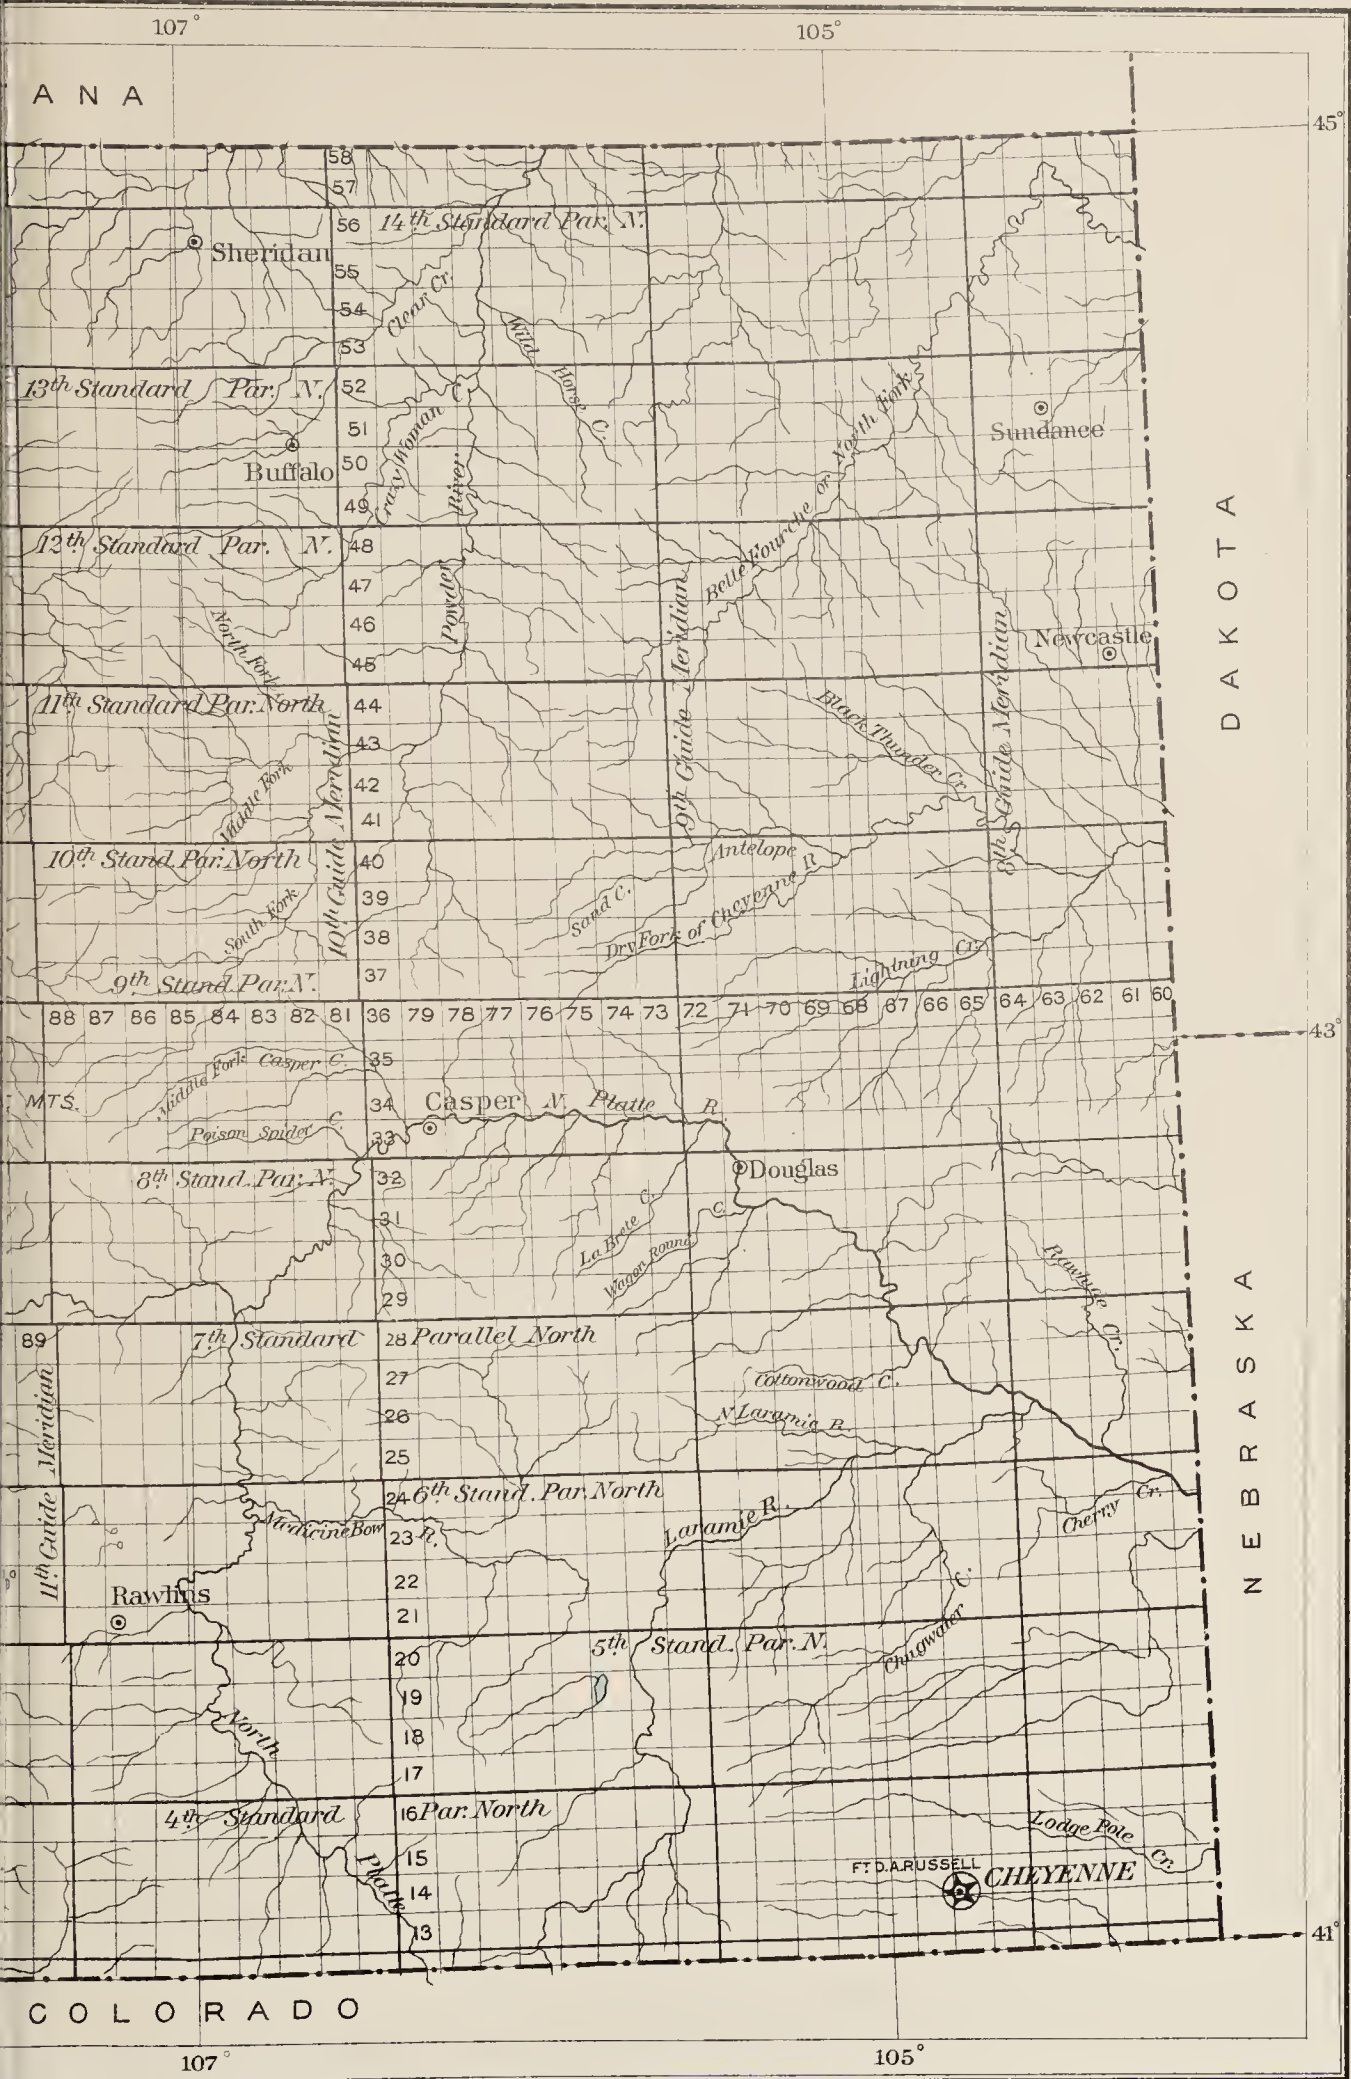 107°
105°
A N A
45°
58
57
56 14th Standard Par. N.
Sheridan
55
Clear Cr.
54
Wild Horse C.
53
13th Standard Par. N. 52
Crazy Woman C.
51
North Fork
Sundance
Buffalo
50
River
49
Belle Fourche or
DAKOTA
12th Standard Par. N. 48
47
Powder
46
North Fork
Newcastle
45
9th Guide Meridian
8th Guide Meridian
11th Standard Par. North 44
Black Thunder Cr.
43
Middle Fork
42
10th Guide Meridian
41
10th Stand. Par. North 40
Antelope
39
Sand C.
Dry Fork of Cheyenne R
South Fork
38
Lightning Cr.
9th Stand. Par. N. 37
88 87 86 85 84 83 82 81 36 79 78 77 76 75 74 73 72 71 70 69 68 67 66 65 64 63 62 61 60
43°
Middle Fork Casper C. 35
MTS.
34
Casper N. Platte R.
Poison Spider C.
33
8th Stand. Par. N. 32
Douglas
31
La Brete C.
Wagon Round C.
30
Rawhide Cr.
29
NEBRASKA
89
7th Standard 28 Parallel North
27
Cottonwood C.
26
N Laramie R.
11th Guide Meridian
25
24 6th Stand. Par. North
Medicine Bow R.
23
Laramie R.
Cherry Cr.
22
Rawlins
21
Chugwater C.
5th Stand. Par. N.
20
19
18
North
17
4th Standard 16 Par. North
Lodge Pole Cr.
15
Platte
14
FT. D. A. RUSSELL
CHEYENNE
13
41°
COLORADO
107°
105°